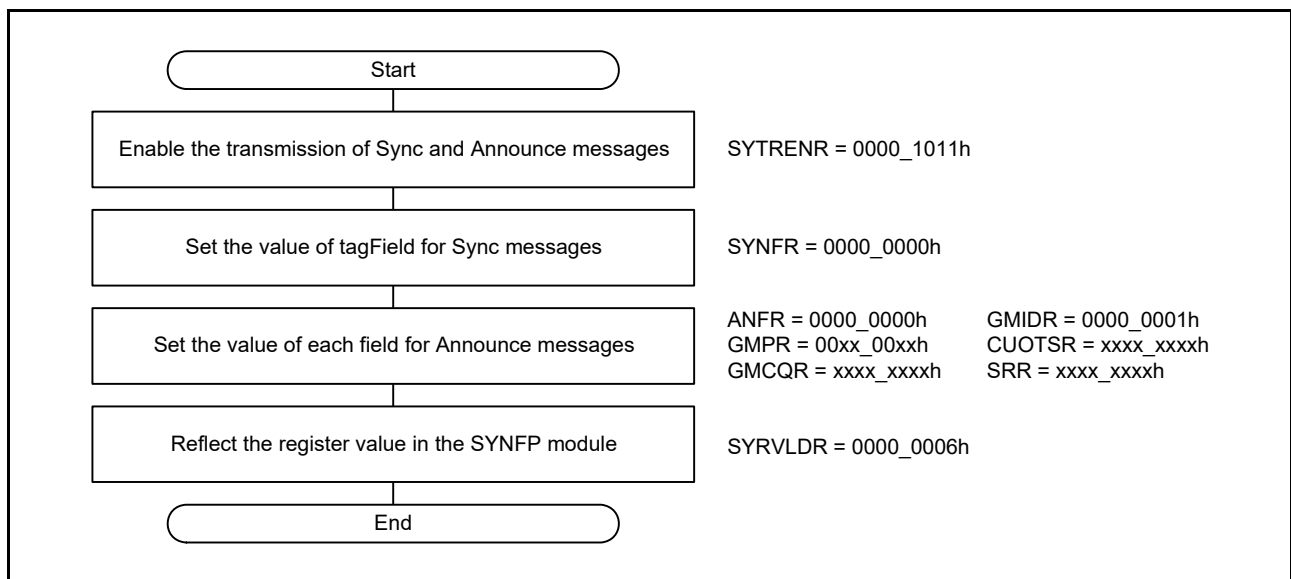 Start
Enable the transmission of Sync and Announce messages
SYTRENR = 0000_1011h
Set the value of tagField for Sync messages
SYNFR = 0000_0000h
Set the value of each field for Announce messages
ANFR = 0000_0000h GMIDR = 0000_0001h
GMPR = 00xx_00xxh CUOTSR = xxxx_xxxxh
GMCQR = xxxx_xxxxh SRR = xxxx_xxxxh
Reflect the register value in the SYNFP module
SYRVLDR = 0000_0006h
End